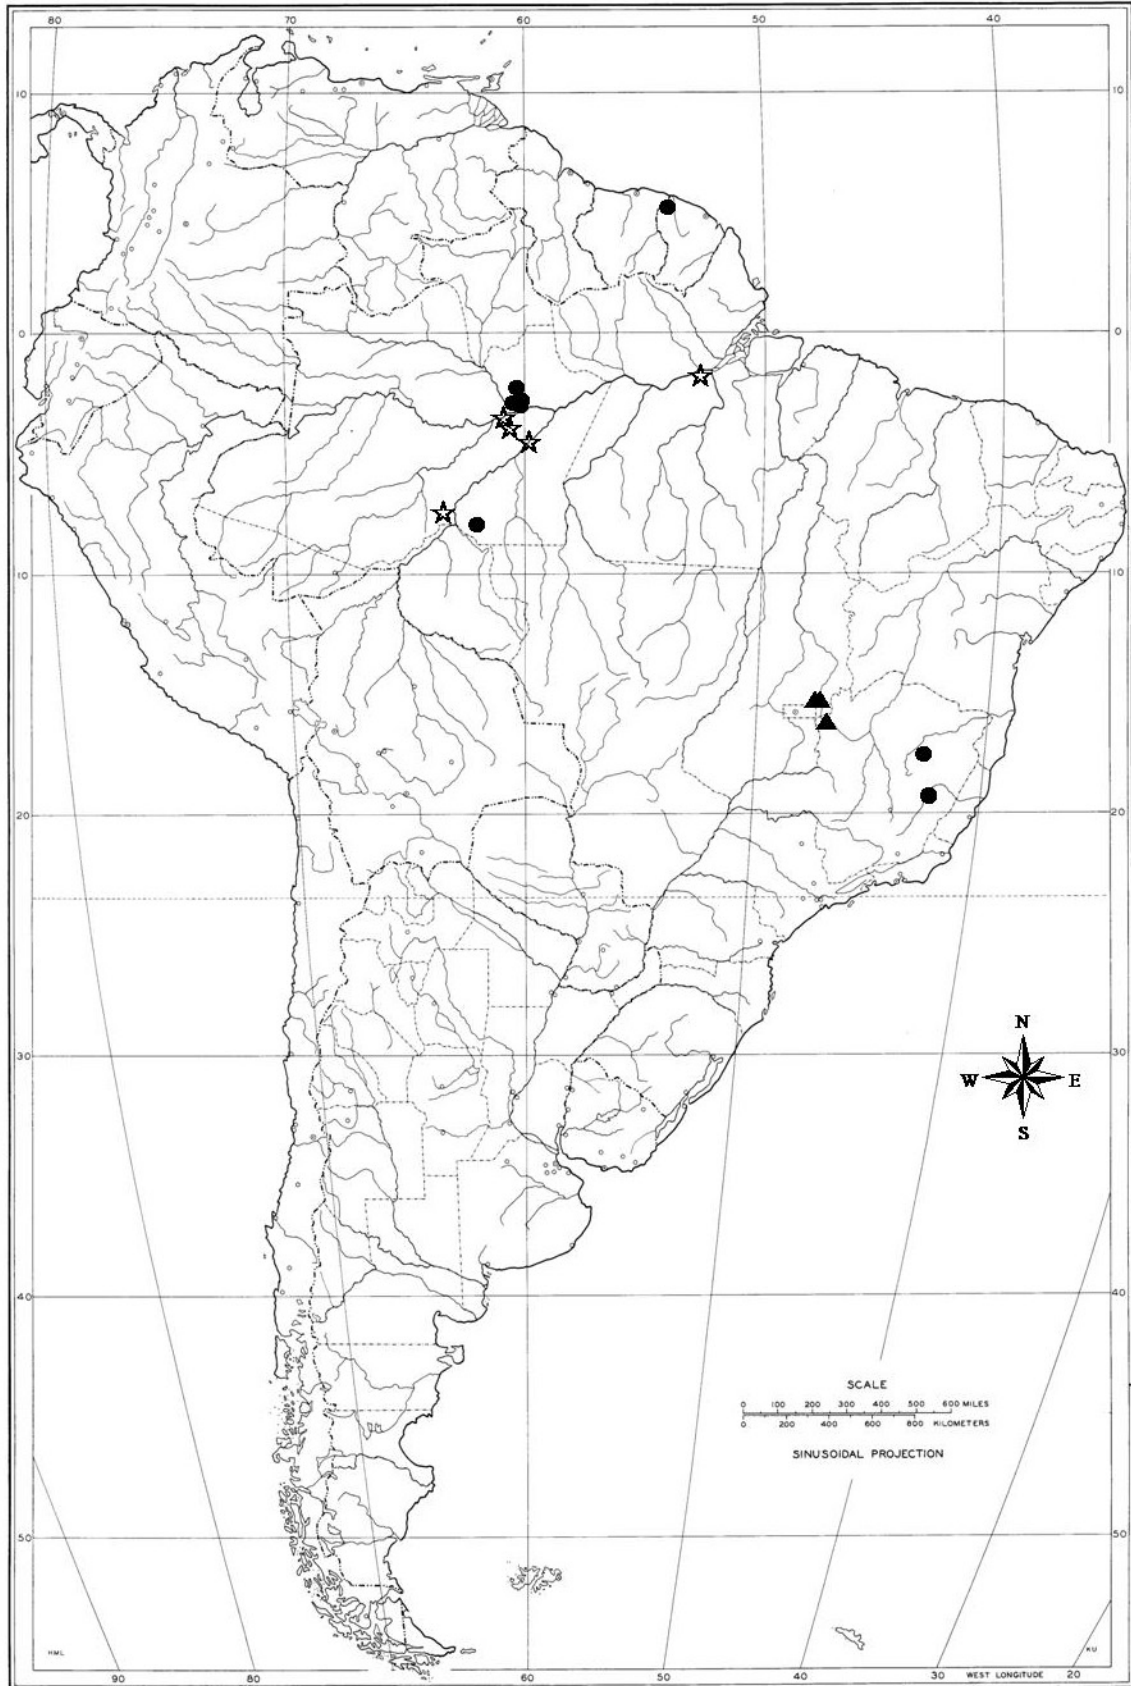 80 70 60 50 40
10 10
0 0
10 10
20 20
N
30 30
W E
S
40 40
SCALE
0 100 200 300 400 500 600 MILES
0 200 400 600 800 KILOMETERS
SINUSOIDAL PROJECTION
50 50
HML KU
90 80 70 60 50 40 30 WEST LONGITUDE 20